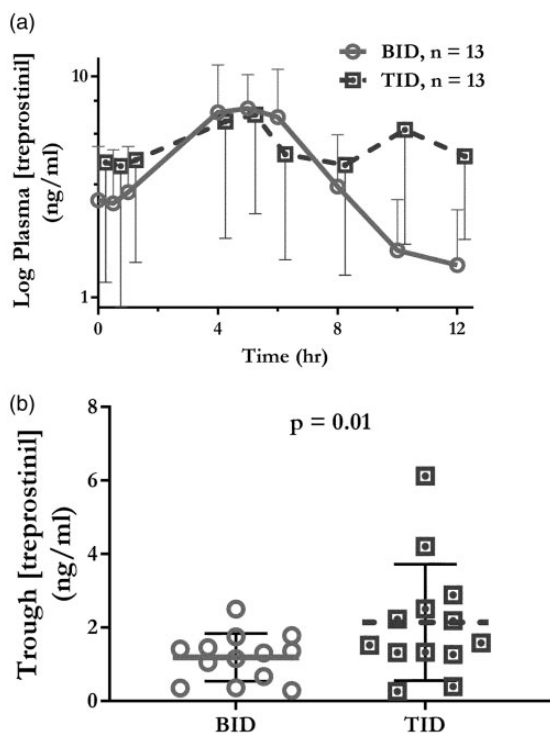 (a)
BID, n = 13
TID, n = 13
Log Plasma [treprostinil]
(ng/ml)
10
1
0
4
8
12
Time (hr)
(b)
p = 0.01
Trough [treprostinil]
(ng/ml)
8
6
4
2
0
BID
TID